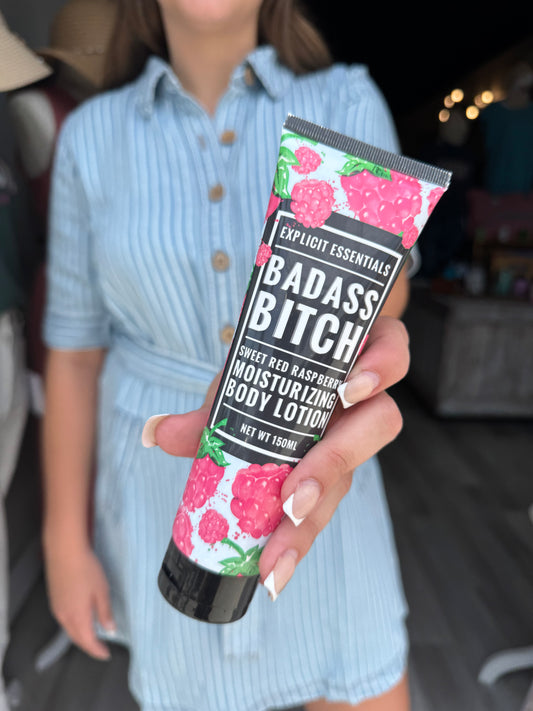 EXPLICIT ESSENTIALS
BADASS
BITCH
SWEET RED RASPBERRY
MOISTURIZING
BODY LOTION
NET WT 150ML